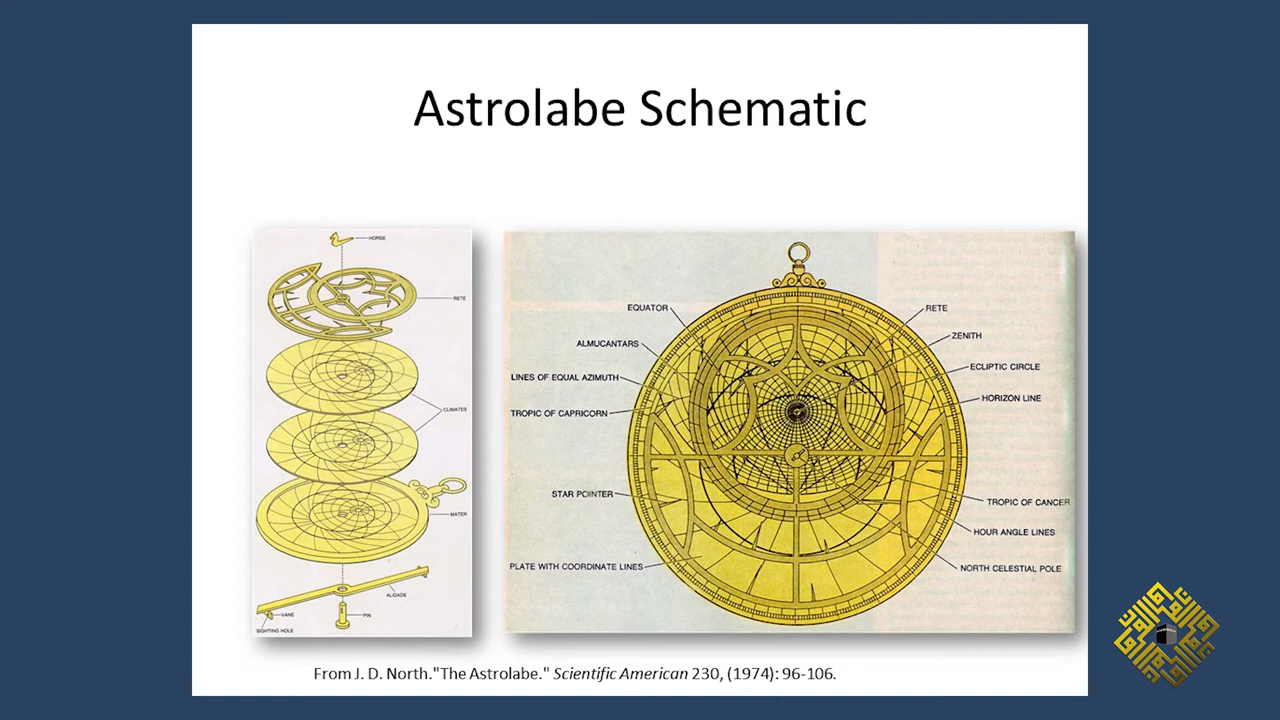 Astrolabe Schematic
HORSE
RETE
CLIMATES
MATER
ALIDADE
VANE
PIN
SIGHTING HOLE
EQUATOR
ALMUCANTARS
LINES OF EQUAL AZIMUTH
TROPIC OF CAPRICORN
STAR POINTER
PLATE WITH COORDINATE LINES
RETE
ZENITH
ECLIPTIC CIRCLE
HORIZON LINE
TROPIC OF CANCER
HOUR ANGLE LINES
NORTH CELESTIAL POLE
From J. D. North."The Astrolabe." Scientific American 230, (1974): 96-106.